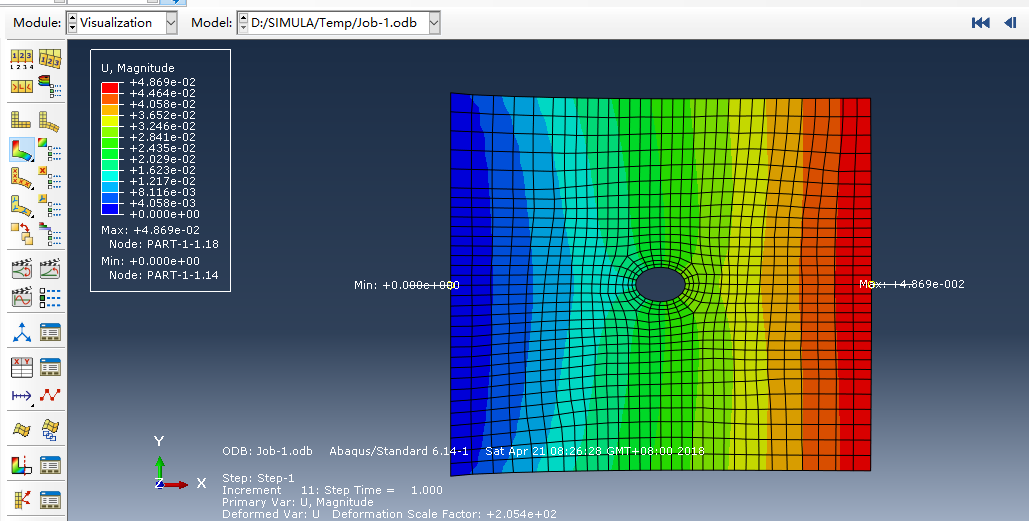 Module: Visualization Model: D:/SIMULA/Temp/Job-1.odb
U, Magnitude
+4.869e-02
+4.464e-02
+4.058e-02
+3.652e-02
+3.246e-02
+2.841e-02
+2.435e-02
+2.029e-02
+1.623e-02
+1.217e-02
+8.116e-03
+4.058e-03
+0.000e+00
Max: +4.869e-02
Node: PART-1-1.18
Min: +0.000e+00
Node: PART-1-1.14
Min: +0.000e+000
Max: +4.869e-002
Y
Z X
ODB: Job-1.odb Abaqus/Standard 6.14-1 Sat Apr 21 08:26:28 GMT+08:00 2018
Step: Step-1
Increment 11: Step Time = 1.000
Primary Var: U, Magnitude
Deformed Var: U Deformation Scale Factor: +2.054e+02